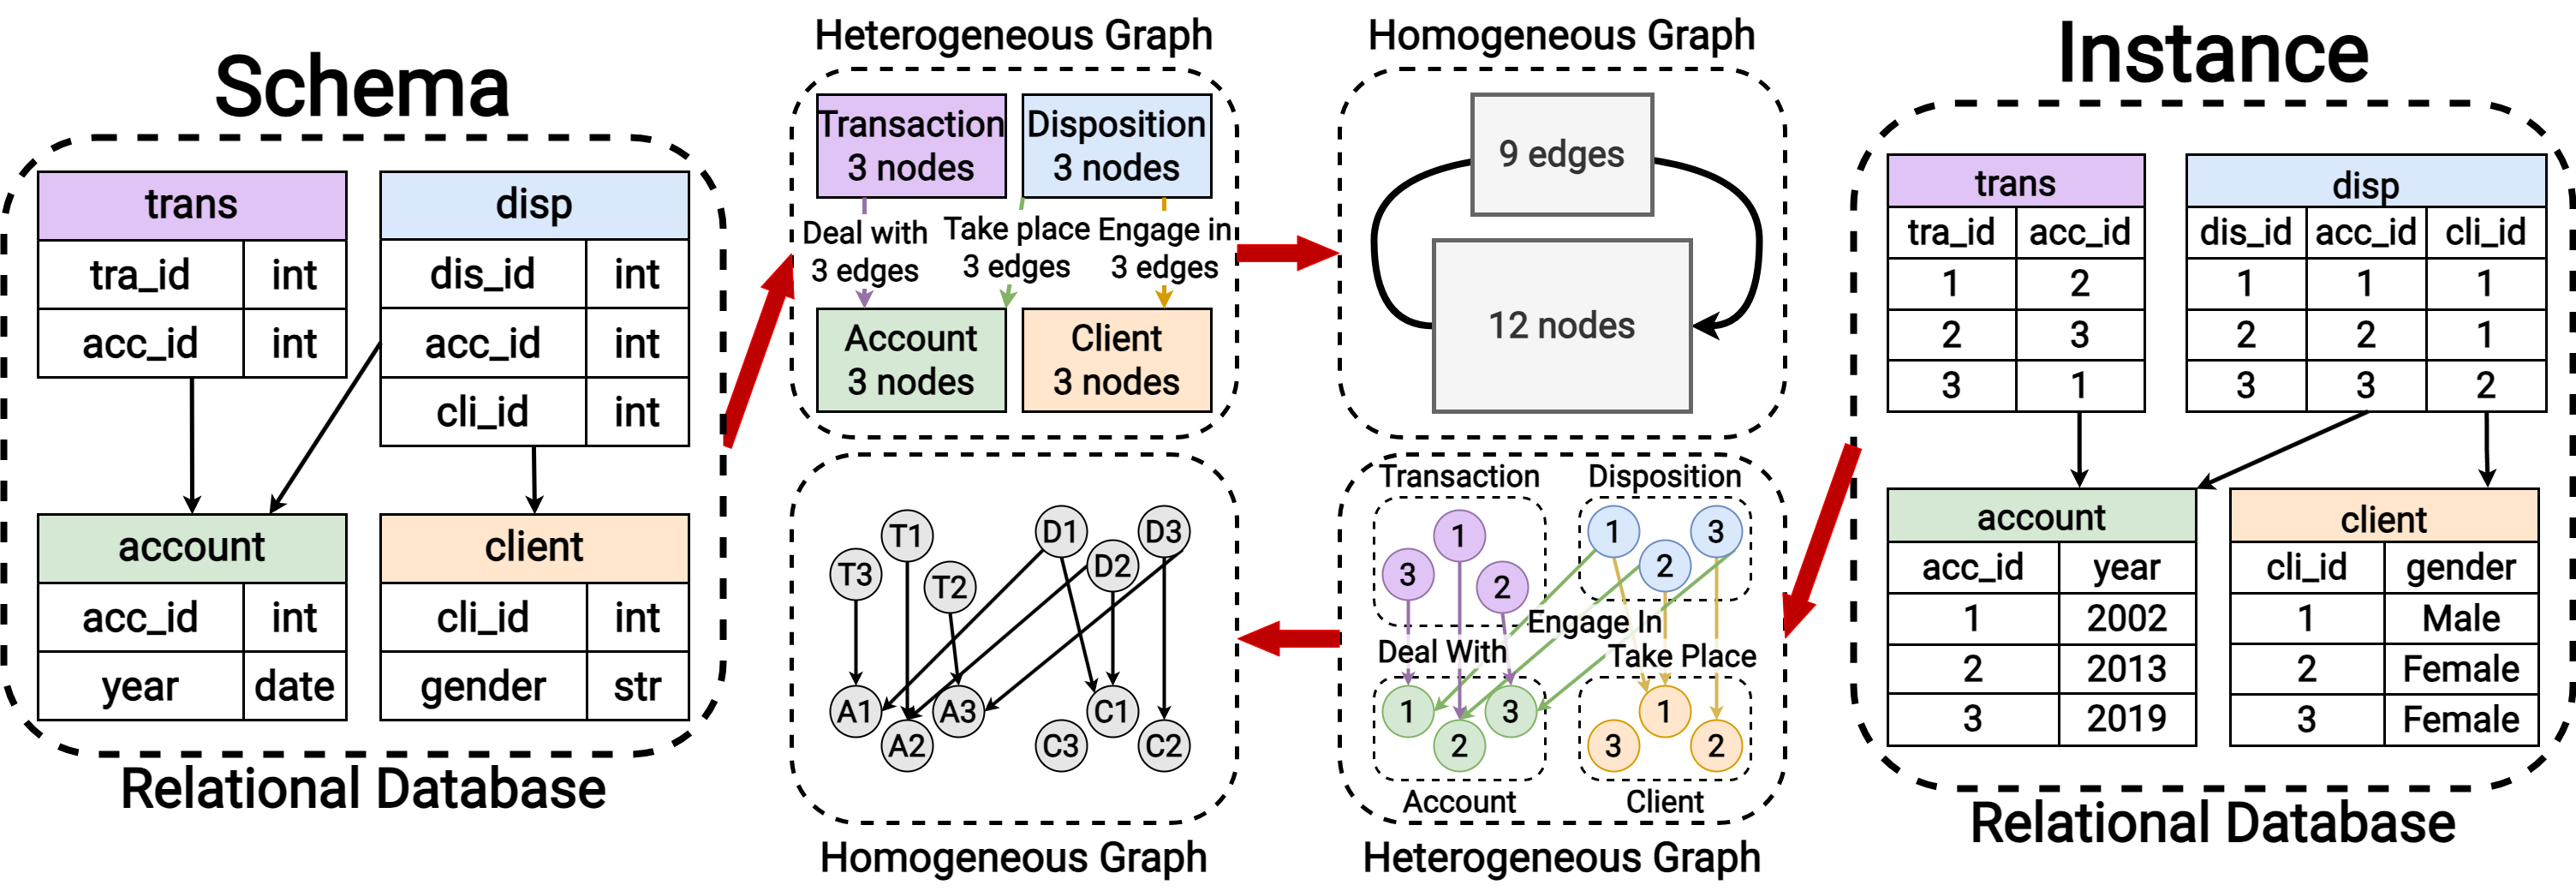 Schema
trans
tra_id int
acc_id int
disp
dis_id int
acc_id int
cli_id int
account
acc_id int
year date
client
cli_id int
gender str
Relational Database
Heterogeneous Graph
Transaction
3 nodes
Disposition
3 nodes
Deal with
3 edges
Take place
3 edges
Engage in
3 edges
Account
3 nodes
Client
3 nodes
Homogeneous Graph
9 edges
12 nodes
T1
T3
T2
D1
D2
D3
A1
A2
A3
C3
C1
C2
Homogeneous Graph
Transaction
Disposition
1
3
2
1
2
3
Engage In
Deal With
Take Place
1
2
3
3
1
2
Account
Client
Heterogeneous Graph
Instance
trans
tra_id acc_id
1 2
2 3
3 1
disp
dis_id acc_id cli_id
1 1 1
2 2 1
3 3 2
account
acc_id year
1 2002
2 2013
3 2019
client
cli_id gender
1 Male
2 Female
3 Female
Relational Database